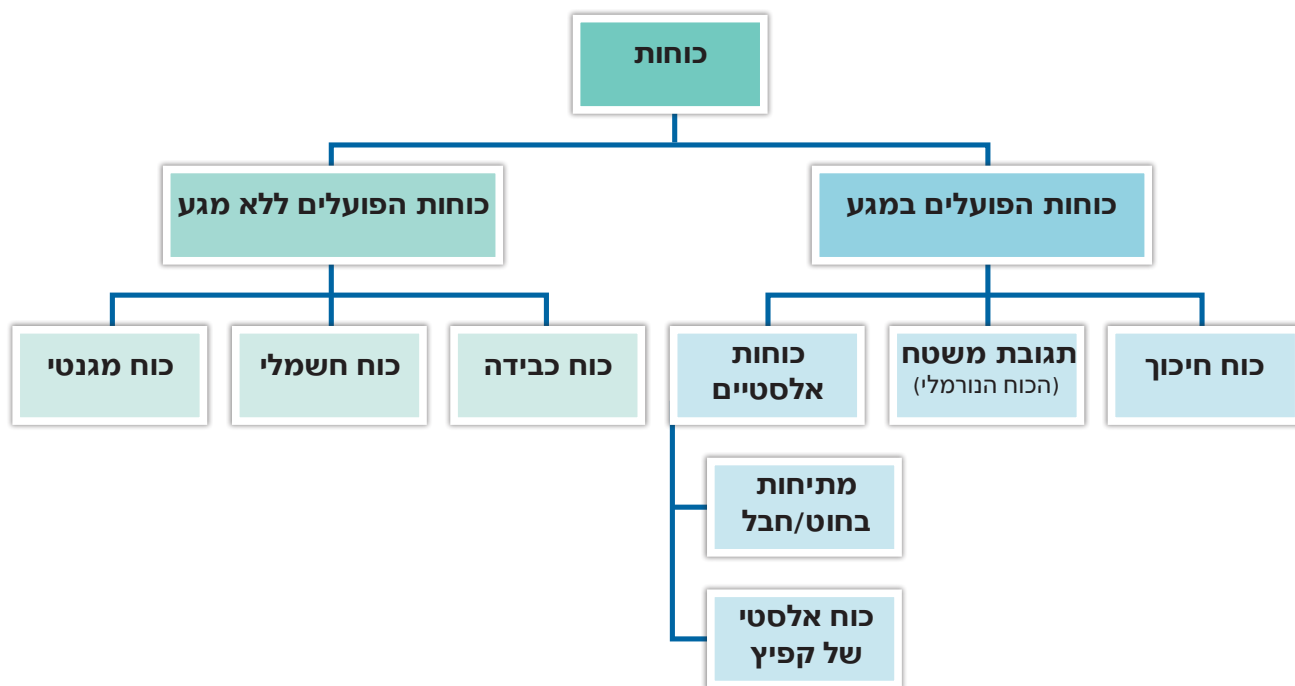 כוחות
כוחות הפועלים במגע
כוחות הפועלים ללא מגע
כוח חיכוך
תגובת משטח
(הכוח הנורמלי)
כוחות
אלסטיים
כוח כבידה
כוח חשמלי
כוח מגנטי
מתיחות
בחוט/חבל
כוח אלסטי
של קפיץ